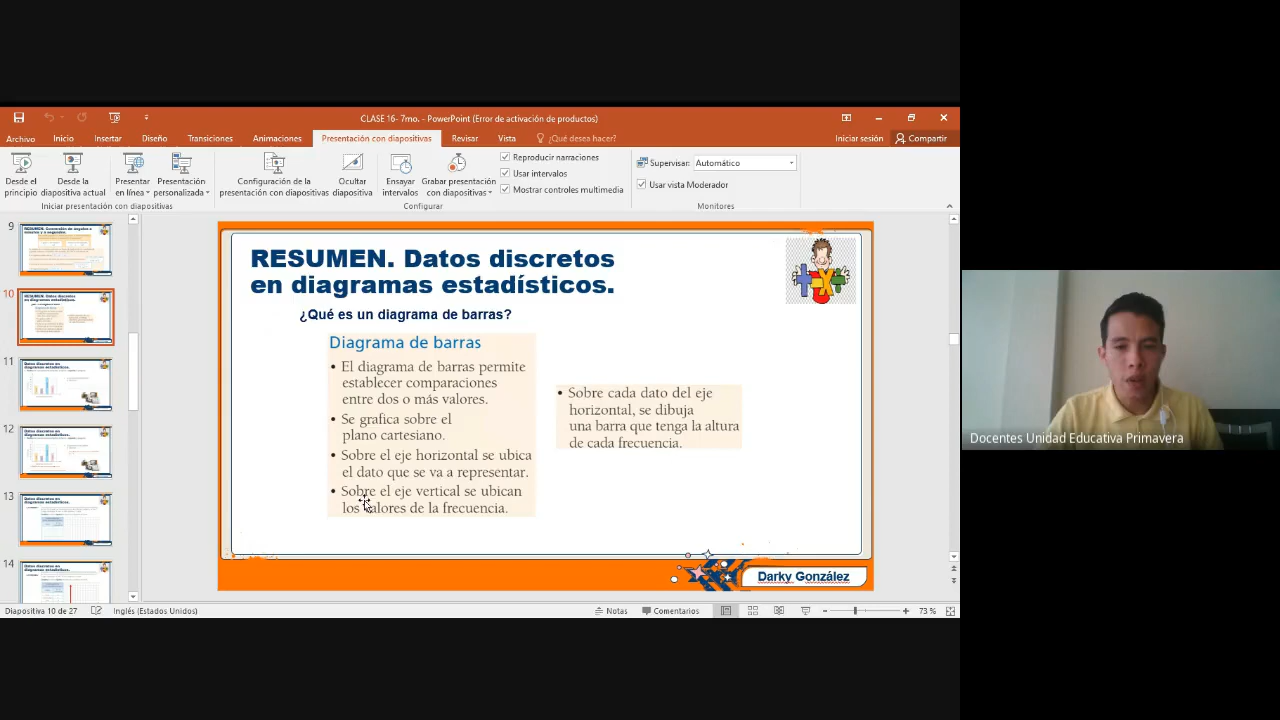 CLASE 16- 7mo. - PowerPoint (Error de activación de productos)
Archivo Inicio Insertar Diseño Transiciones Animaciones Presentación con diapositivas Revisar Vista ¿Qué desea hacer? Iniciar sesión Compartir
Desde el principio
Desde la diapositiva actual
Presentar en línea
Presentación personalizada
Iniciar presentación con diapositivas
Configuración de la presentación con diapositivas
Ocultar diapositiva
Ensayar intervalos
Grabar presentación con diapositivas
Reproducir narraciones
Usar intervalos
Mostrar controles multimedia
Configurar
Supervisar: Automático
Usar vista Moderador
Monitores
9
10
11
12
13
14
RESUMEN. Datos discretos
en diagramas estadísticos.
¿Qué es un diagrama de barras?
Diagrama de barras
• El diagrama de barras permite
establecer comparaciones
entre dos o más valores.
• Se grafica sobre el
plano cartesiano.
• Sobre el eje horizontal se ubica
el dato que se va a representar.
• Sobre el eje vertical se ubican
los valores de la frecuencia.
• Sobre cada dato del eje
horizontal, se dibuja
una barra que tenga la altura
de cada frecuencia.
Darky González
Docentes Unidad Educativa Primavera
Diapositiva 10 de 27 Inglés (Estados Unidos) Notas Comentarios 73 %